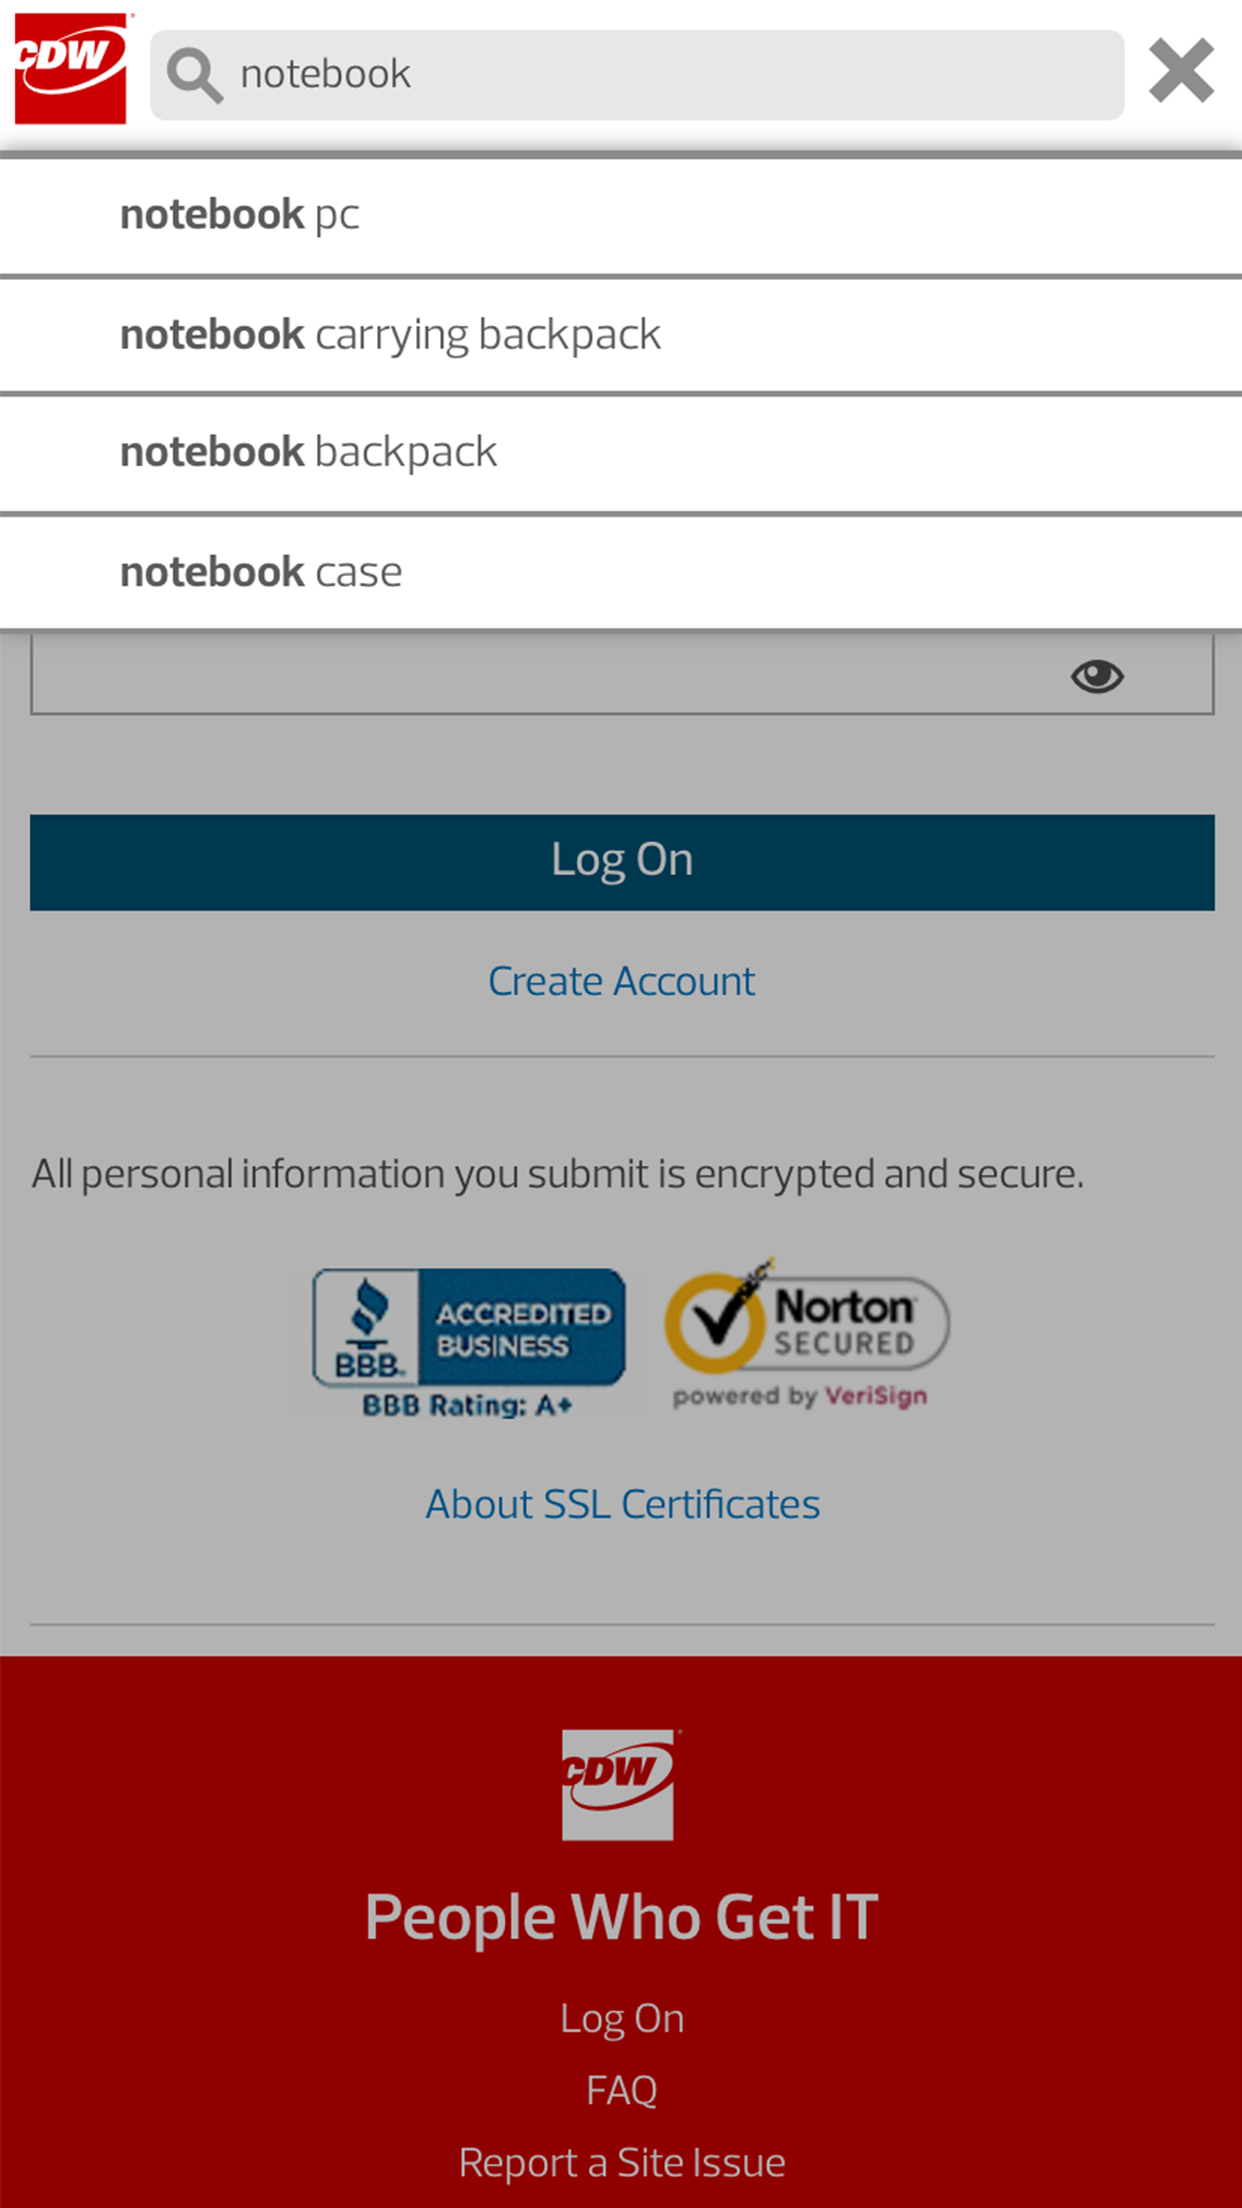 CDW
notebook
notebook pc
notebook carrying backpack
notebook backpack
notebook case
Log On
Create Account
All personal information you submit is encrypted and secure.
BBB.
ACCREDITED
BUSINESS
BBB Rating: A+
Norton
SECURED
powered by VeriSign
About SSL Certificates
CDW
People Who Get IT
Log On
FAQ
Report a Site Issue